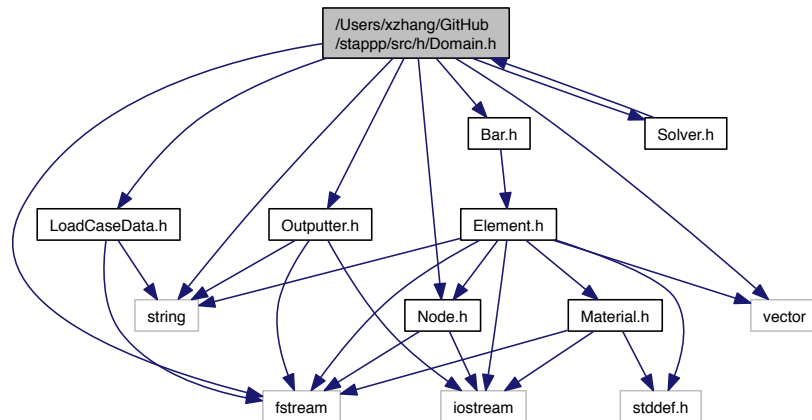 /Users/xzhang/GitHub
/stappp/src/h/Domain.h
Bar.h
Solver.h
LoadCaseData.h
Outputter.h
Element.h
string
Node.h
Material.h
vector
fstream
iostream
stddef.h